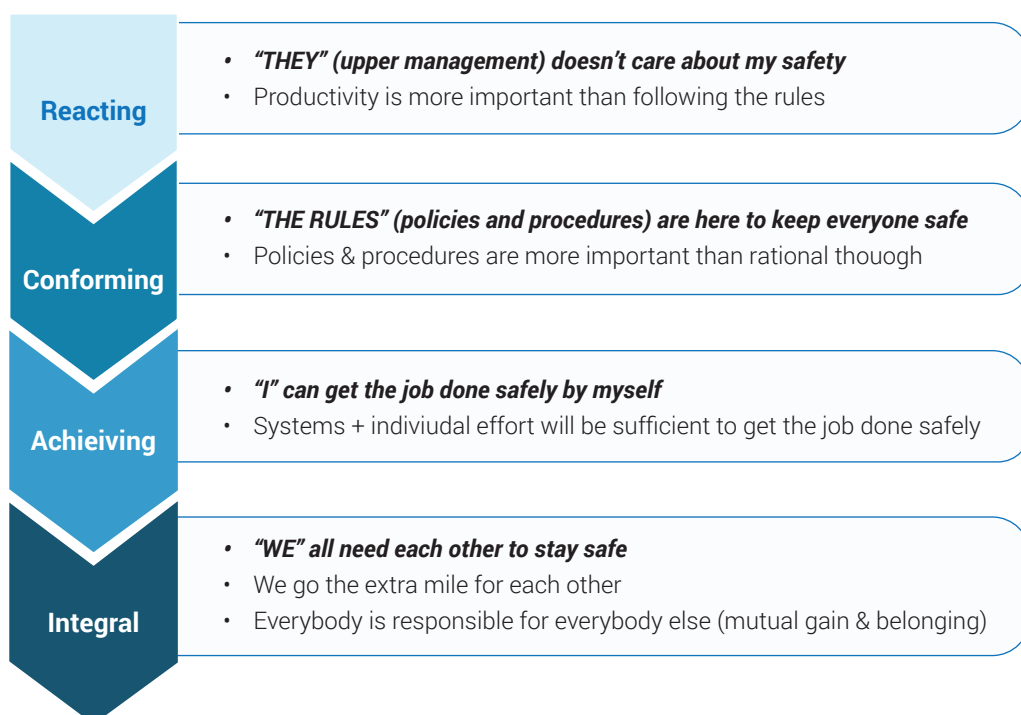 Reacting
• “THEY” (upper management) doesn’t care about my safety
• Productivity is more important than following the rules
Conforming
• “THE RULES” (policies and procedures) are here to keep everyone safe
• Policies & procedures are more important than rational thouogh
Achieiving
• “I” can get the job done safely by myself
• Systems + indiviudal effort will be sufficient to get the job done safely
Integral
• “WE” all need each other to stay safe
• We go the extra mile for each other
• Everybody is responsible for everybody else (mutual gain & belonging)